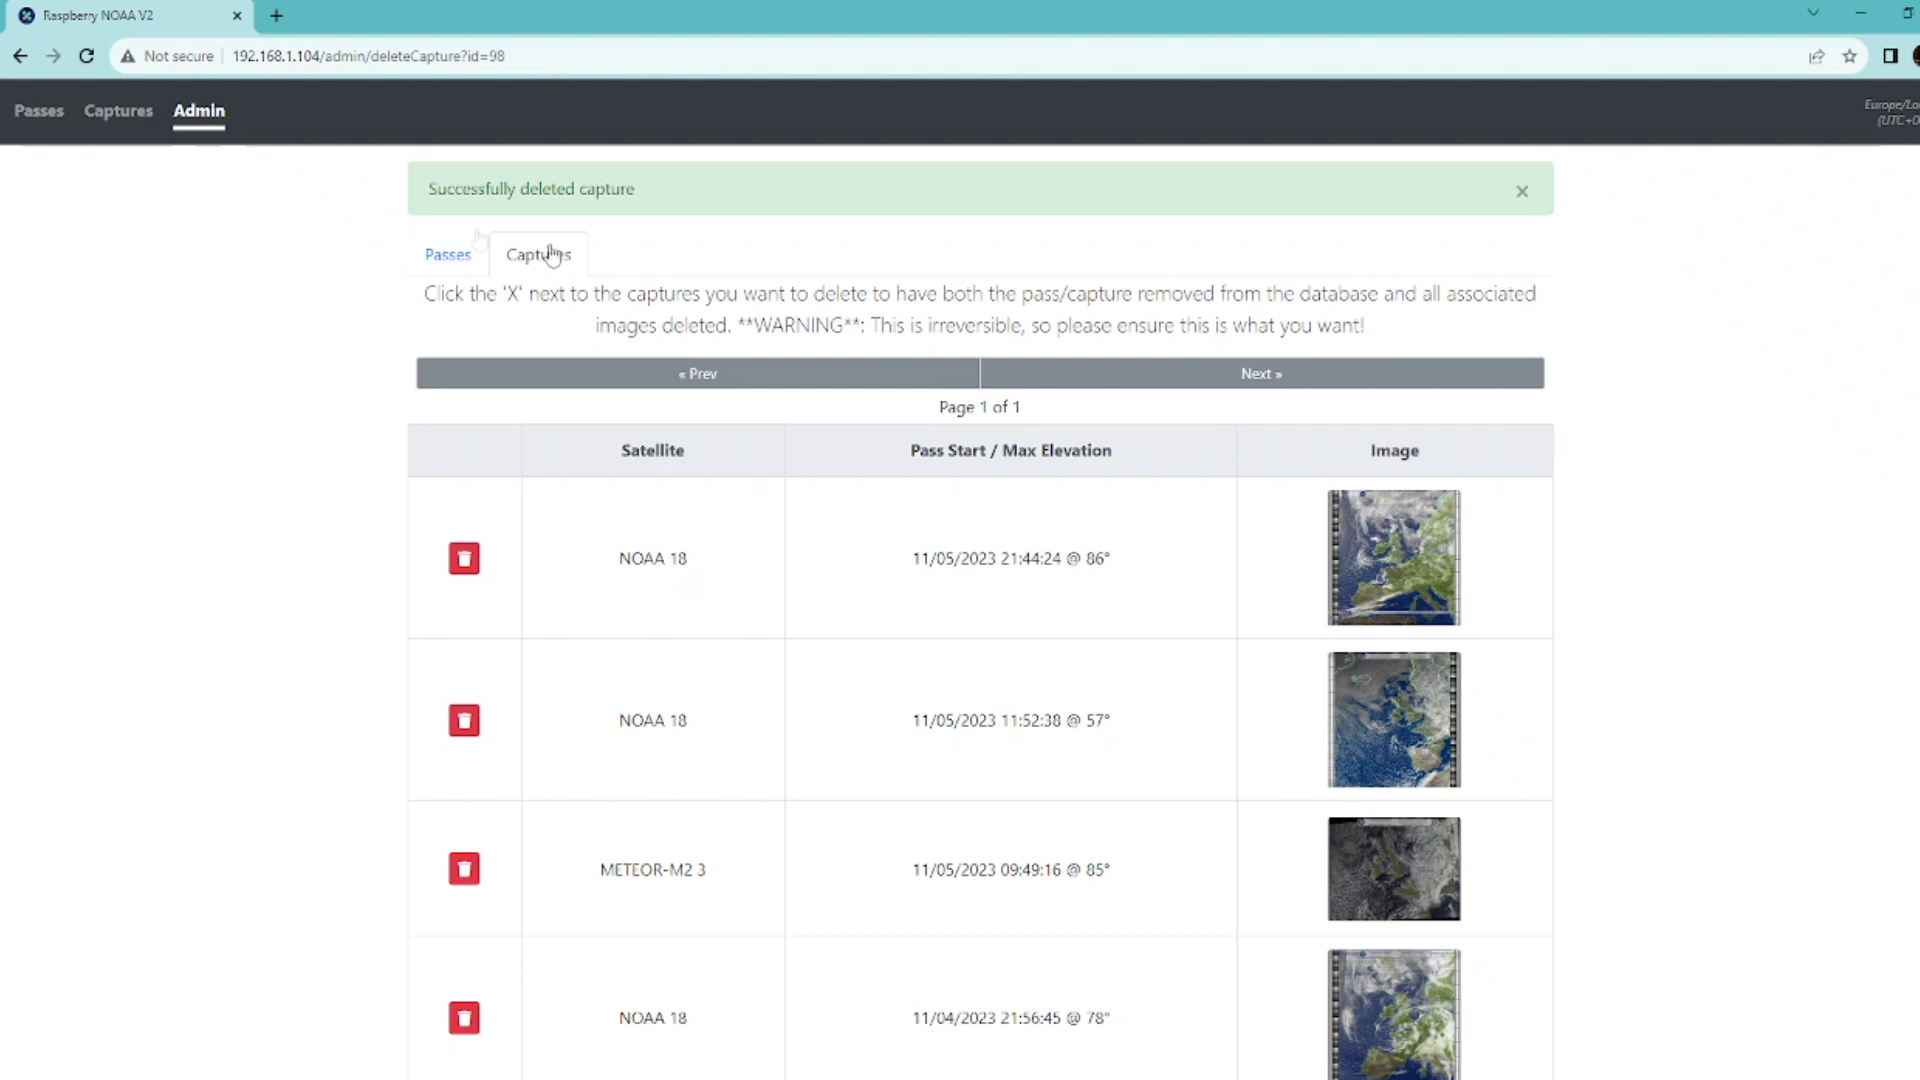 Raspberry NOAA V2
Not secure
192.168.1.104/admin/deleteCapture?id=98
Passes Captures Admin
Successfully deleted capture
Passes Captures
Click the 'X' next to the captures you want to delete to have both the pass/capture removed from the database and all associated
images deleted. **WARNING**: This is irreversible, so please ensure this is what you want!
« Prev Next »
Page 1 of 1
Satellite Pass Start / Max Elevation Image
NOAA 18 11/05/2023 21:44:24 @ 86°
NOAA 18 11/05/2023 11:52:38 @ 57°
METEOR-M2 3 11/05/2023 09:49:16 @ 85°
NOAA 18 11/04/2023 21:56:45 @ 78°